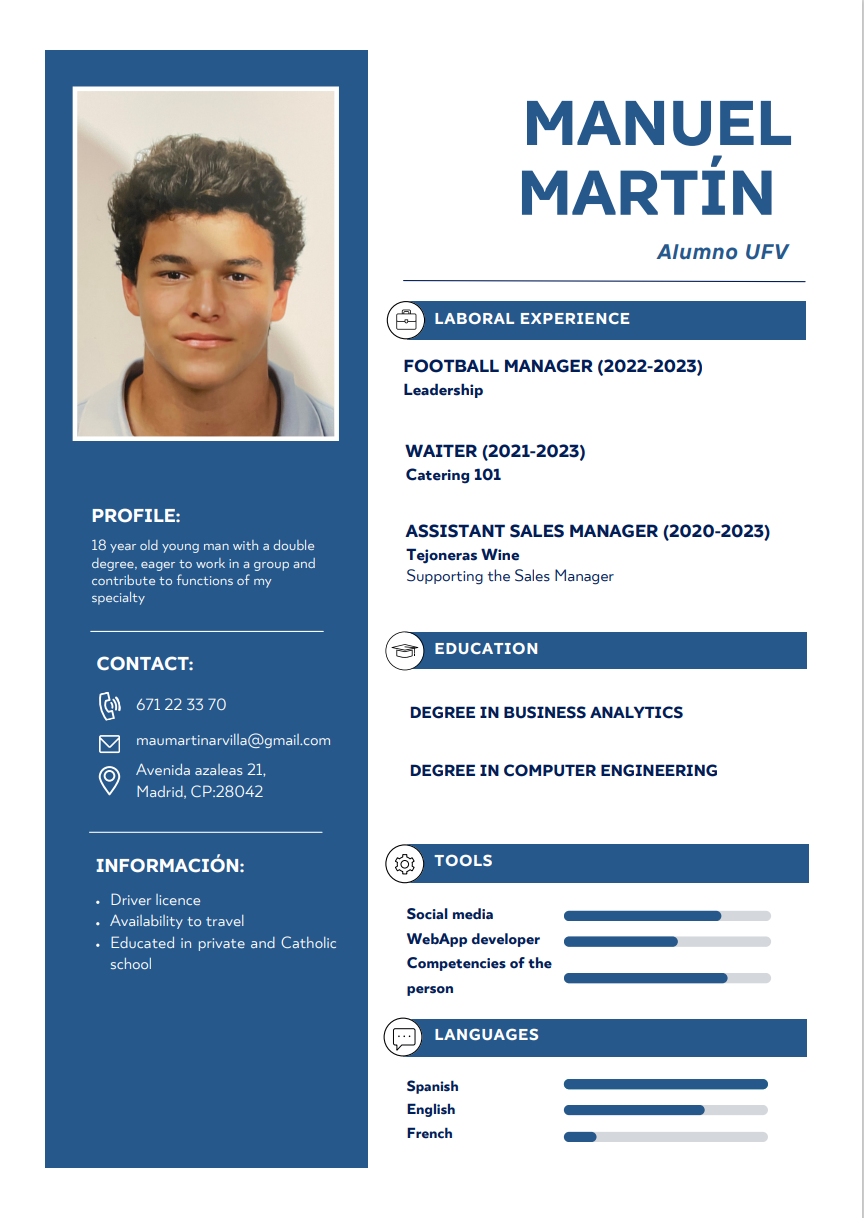 MANUEL
MARTÍN
Alumno UFV
LABORAL EXPERIENCE
FOOTBALL MANAGER (2022-2023)
Leadership
WAITER (2021-2023)
Catering 101
ASSISTANT SALES MANAGER (2020-2023)
Tejoneras Wine
Supporting the Sales Manager
EDUCATION
DEGREE IN BUSINESS ANALYTICS
DEGREE IN COMPUTER ENGINEERING
TOOLS
Social media
WebApp developer
Competencies of the
person
LANGUAGES
Spanish
English
French
PROFILE:
18 year old young man with a double
degree, eager to work in a group and
contribute to functions of my
specialty
CONTACT:
671 22 33 70
maumartinarvilla@gmail.com
Avenida azaleas 21,
Madrid, CP:28042
INFORMACIÓN:
Driver licence
Availability to travel
Educated in private and Catholic
school